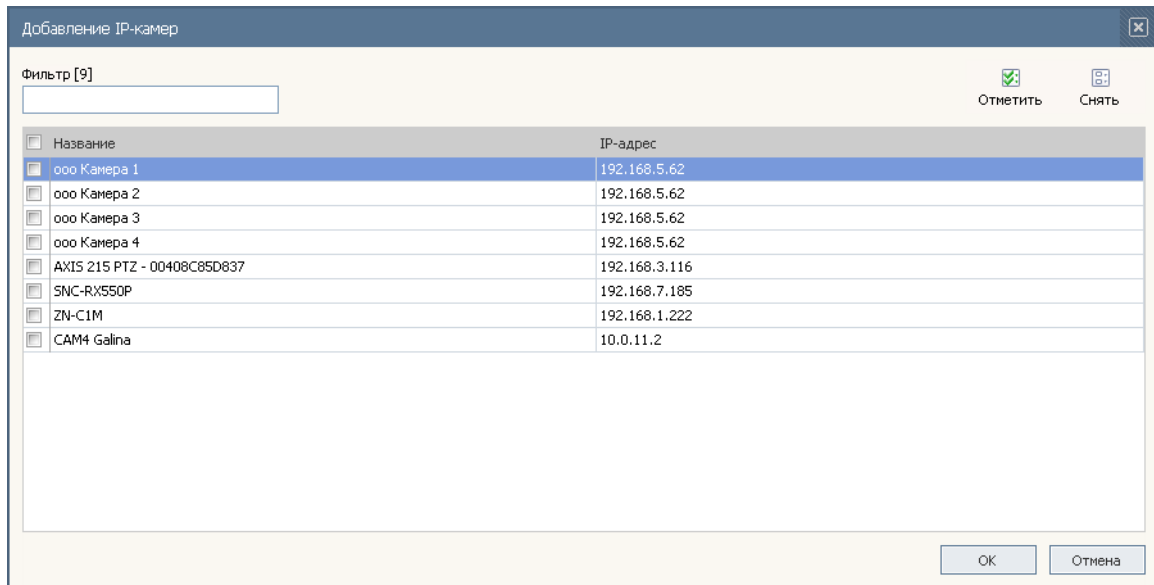 Добавление IP-камер
Фильтр [9]
Отметить Снять
Название IP-адрес
ооо Камера 1 192.168.5.62
ооо Камера 2 192.168.5.62
ооо Камера 3 192.168.5.62
ооо Камера 4 192.168.5.62
AXIS 215 PTZ - 00408C85D837 192.168.3.116
SNC-RX550P 192.168.7.185
ZN-C1M 192.168.1.222
CAM4 Galina 10.0.11.2
ОК Отмена